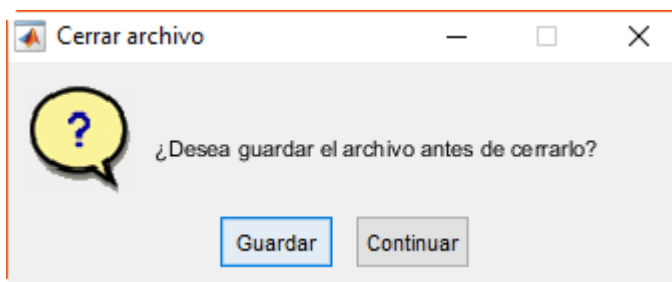 Cerrar archivo
?
¿Desea guardar el archivo antes de cerrarlo?
Guardar
Continuar